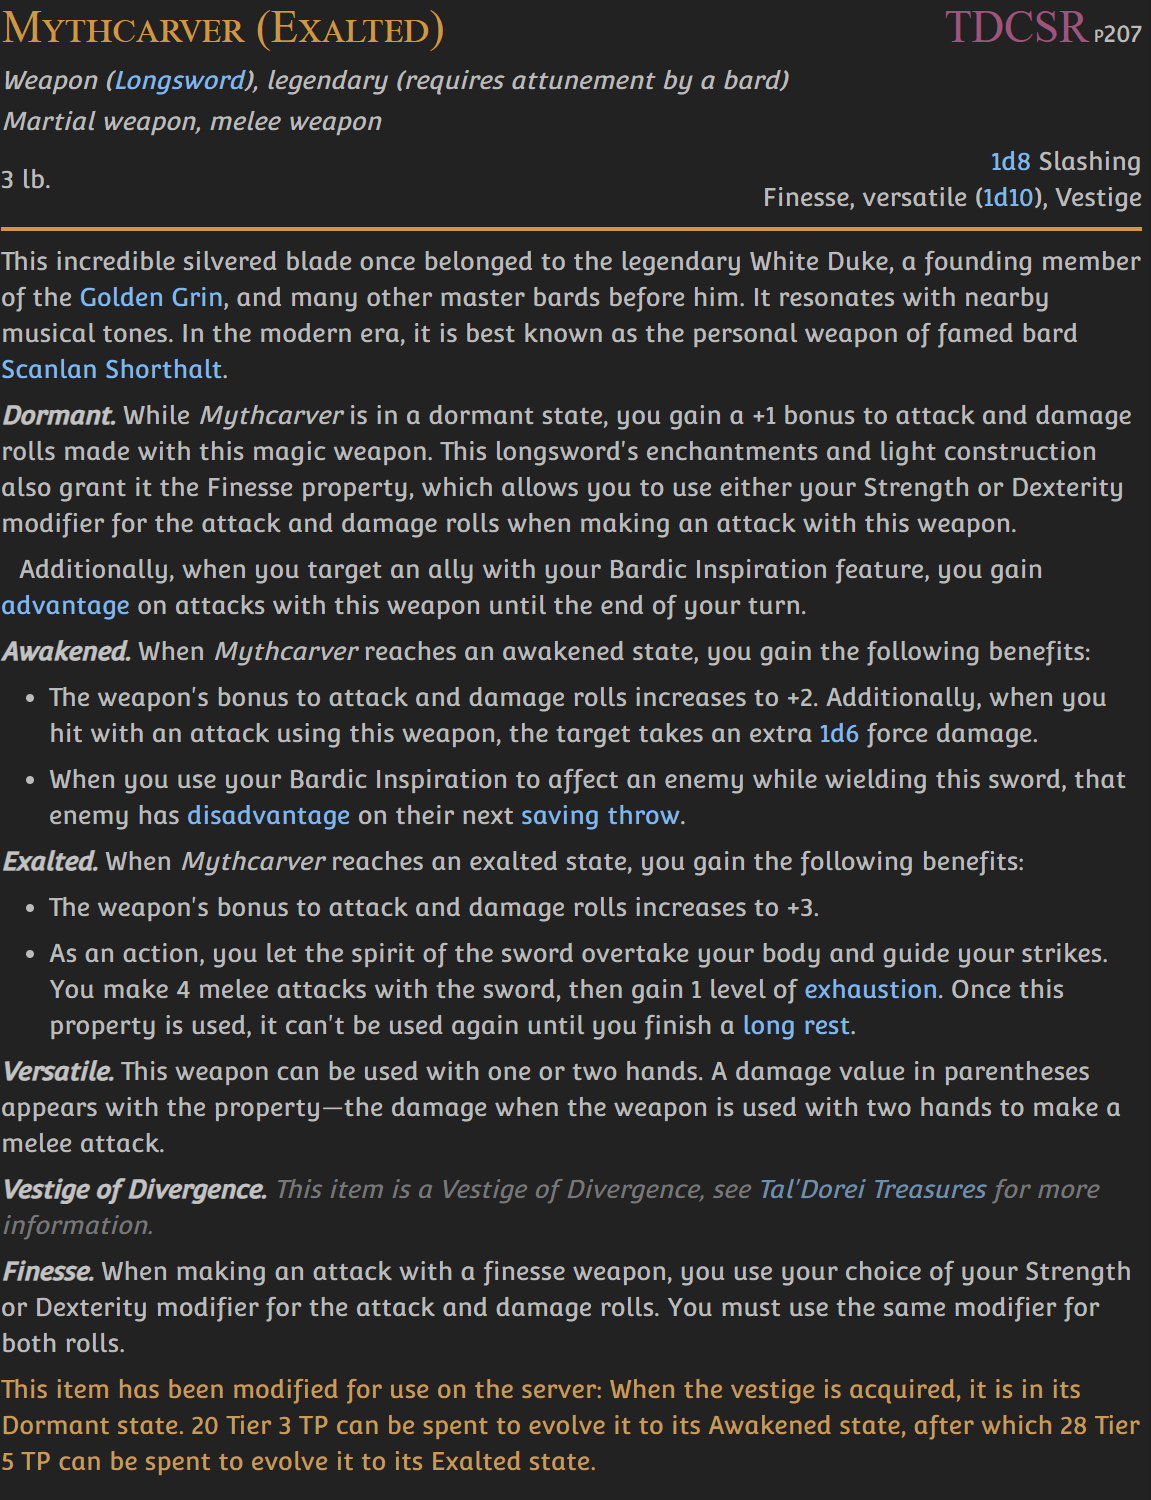 Mythcarver (Exalted) TDCSR p207
Weapon (Longsword), legendary (requires attunement by a bard)
Martial weapon, melee weapon
3 lb.
1d8 Slashing
Finesse, versatile (1d10), Vestige
This incredible silvered blade once belonged to the legendary White Duke, a founding member
of the Golden Grin, and many other master bards before him. It resonates with nearby
musical tones. In the modern era, it is best known as the personal weapon of famed bard
Scanlan Shorthalt.
Dormant. While Mythcarver is in a dormant state, you gain a +1 bonus to attack and damage
rolls made with this magic weapon. This longsword's enchantments and light construction
also grant it the Finesse property, which allows you to use either your Strength or Dexterity
modifier for the attack and damage rolls when making an attack with this weapon.
Additionally, when you target an ally with your Bardic Inspiration feature, you gain
advantage on attacks with this weapon until the end of your turn.
Awakened. When Mythcarver reaches an awakened state, you gain the following benefits:
• The weapon's bonus to attack and damage rolls increases to +2. Additionally, when you
hit with an attack using this weapon, the target takes an extra 1d6 force damage.
• When you use your Bardic Inspiration to affect an enemy while wielding this sword, that
enemy has disadvantage on their next saving throw.
Exalted. When Mythcarver reaches an exalted state, you gain the following benefits:
• The weapon's bonus to attack and damage rolls increases to +3.
• As an action, you let the spirit of the sword overtake your body and guide your strikes.
You make 4 melee attacks with the sword, then gain 1 level of exhaustion. Once this
property is used, it can't be used again until you finish a long rest.
Versatile. This weapon can be used with one or two hands. A damage value in parentheses
appears with the property—the damage when the weapon is used with two hands to make a
melee attack.
Vestige of Divergence. This item is a Vestige of Divergence, see Tal'Dorei Treasures for more
information.
Finesse. When making an attack with a finesse weapon, you use your choice of your Strength
or Dexterity modifier for the attack and damage rolls. You must use the same modifier for
both rolls.
This item has been modified for use on the server: When the vestige is acquired, it is in its
Dormant state. 20 Tier 3 TP can be spent to evolve it to its Awakened state, after which 28 Tier
5 TP can be spent to evolve it to its Exalted state.